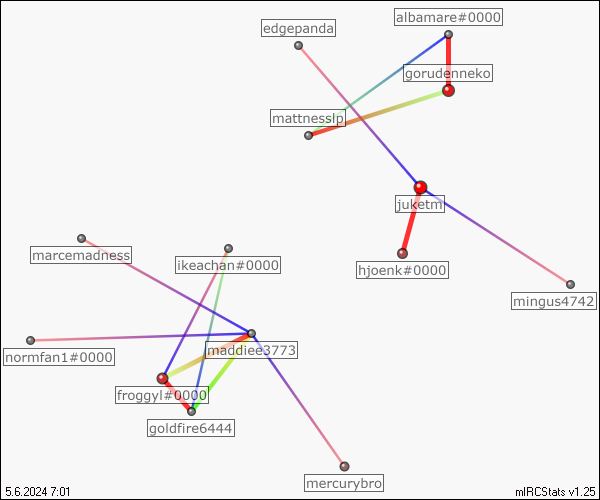 albamare#0000
edgepanda
gorudenneko
mattnesslp
juketm
marcemadness
ikeachan#0000
hjoenk#0000
mingus4742
normfan1#0000
maddiee3773
froggyl#0000
goldfire6444
mercurybro
5.6.2024 7:01
mIRCStats v1.25